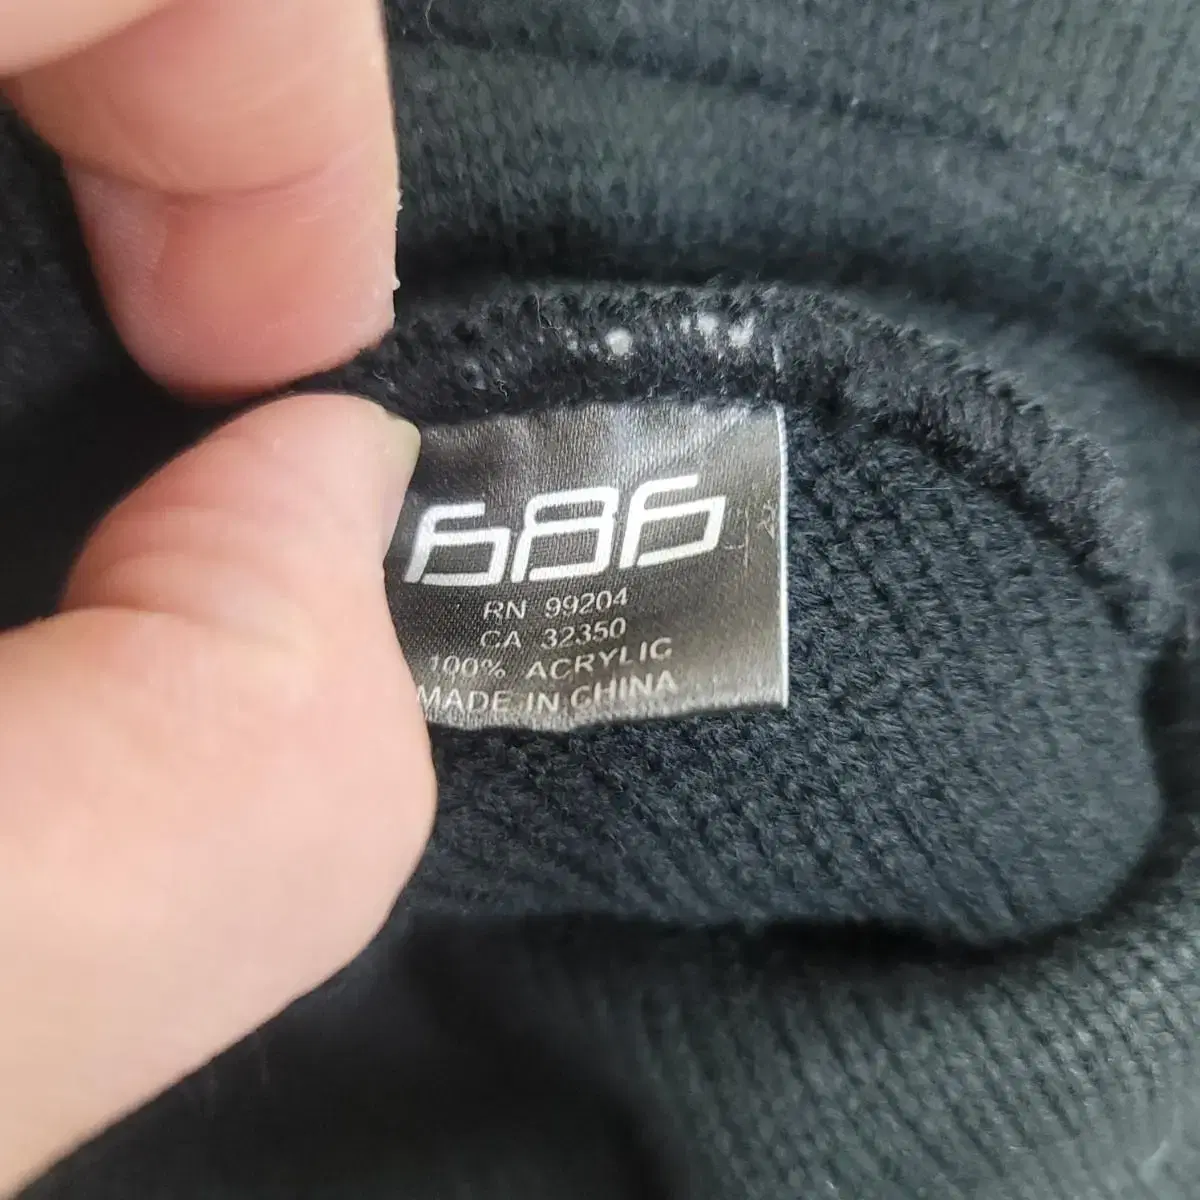 686
RN 99204
CA 32350
100% ACRYLIC
MADE IN CHINA